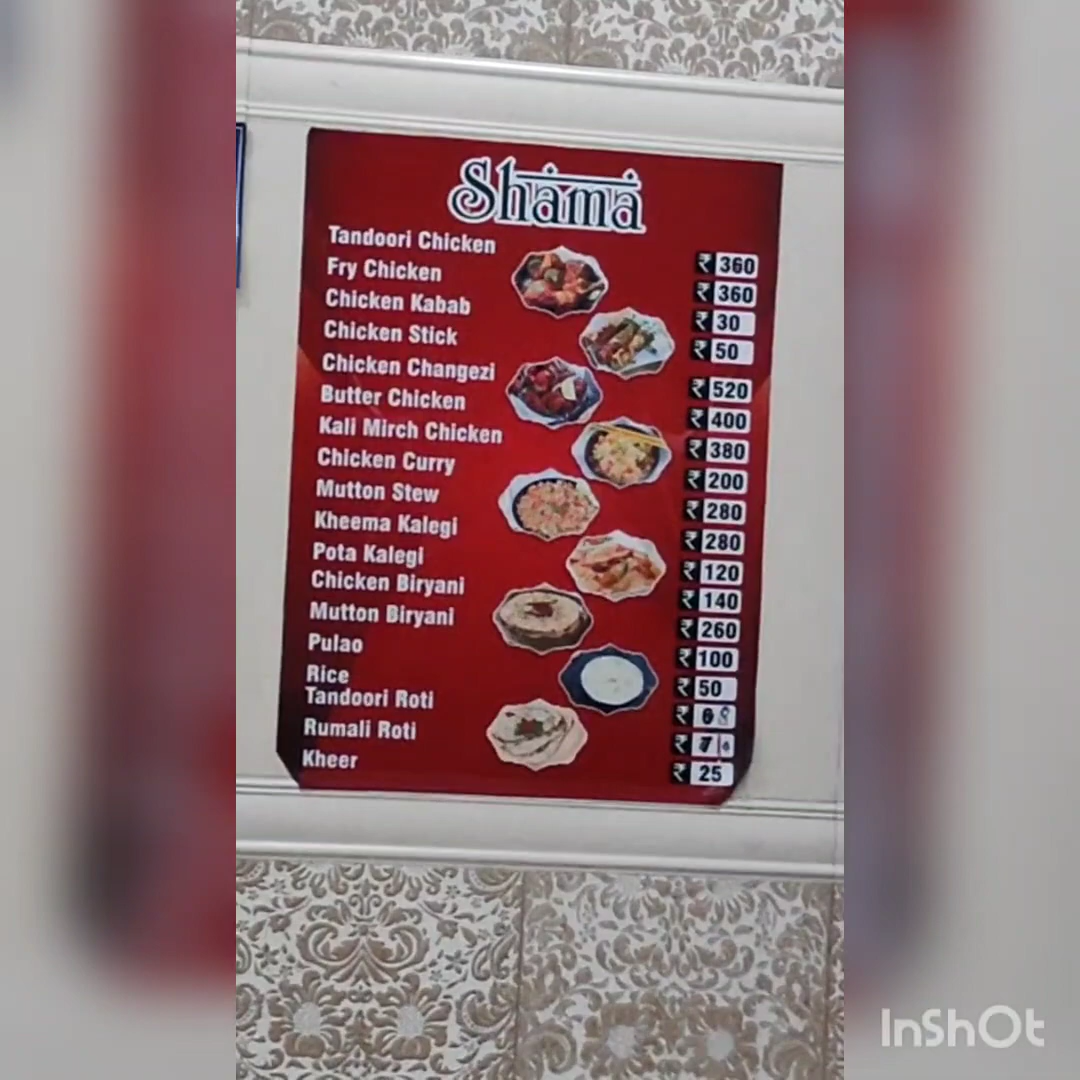 Shama
Tandoori Chicken ₹ 360
Fry Chicken ₹ 360
Chicken Kabab ₹ 30
Chicken Stick ₹ 50
Chicken Changezi ₹ 520
Butter Chicken ₹ 400
Kali Mirch Chicken ₹ 380
Chicken Curry ₹ 200
Mutton Stew ₹ 280
Kheema Kalegi ₹ 280
Pota Kalegi ₹ 120
Chicken Biryani ₹ 140
Mutton Biryani ₹ 260
Pulao ₹ 100
Rice ₹ 50
Tandoori Roti ₹
Rumali Roti ₹
Kheer ₹ 25
InShOt